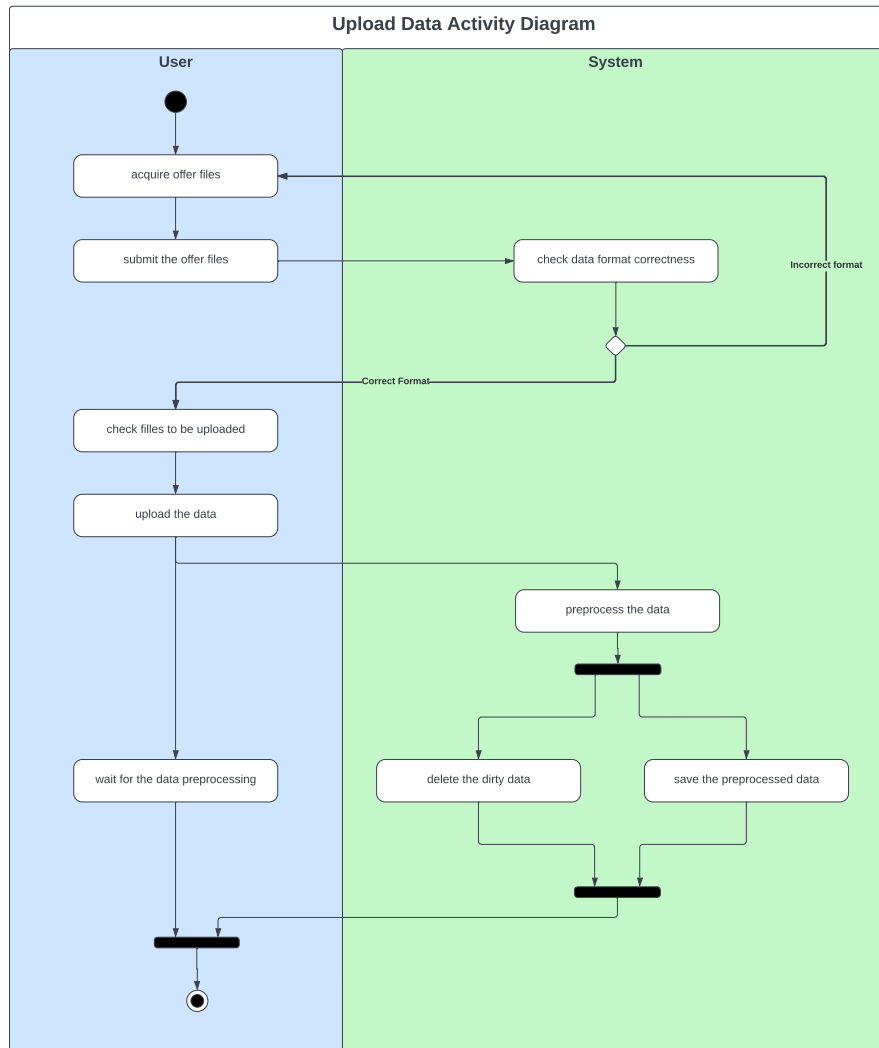 Upload Data Activity Diagram
User
System
acquire offer files
submit the offer files
check data format correctness
Incorrect format
Correct Format
check filles to be uploaded
upload the data
preprocess the data
wait for the data preprocessing
delete the dirty data
save the preprocessed data